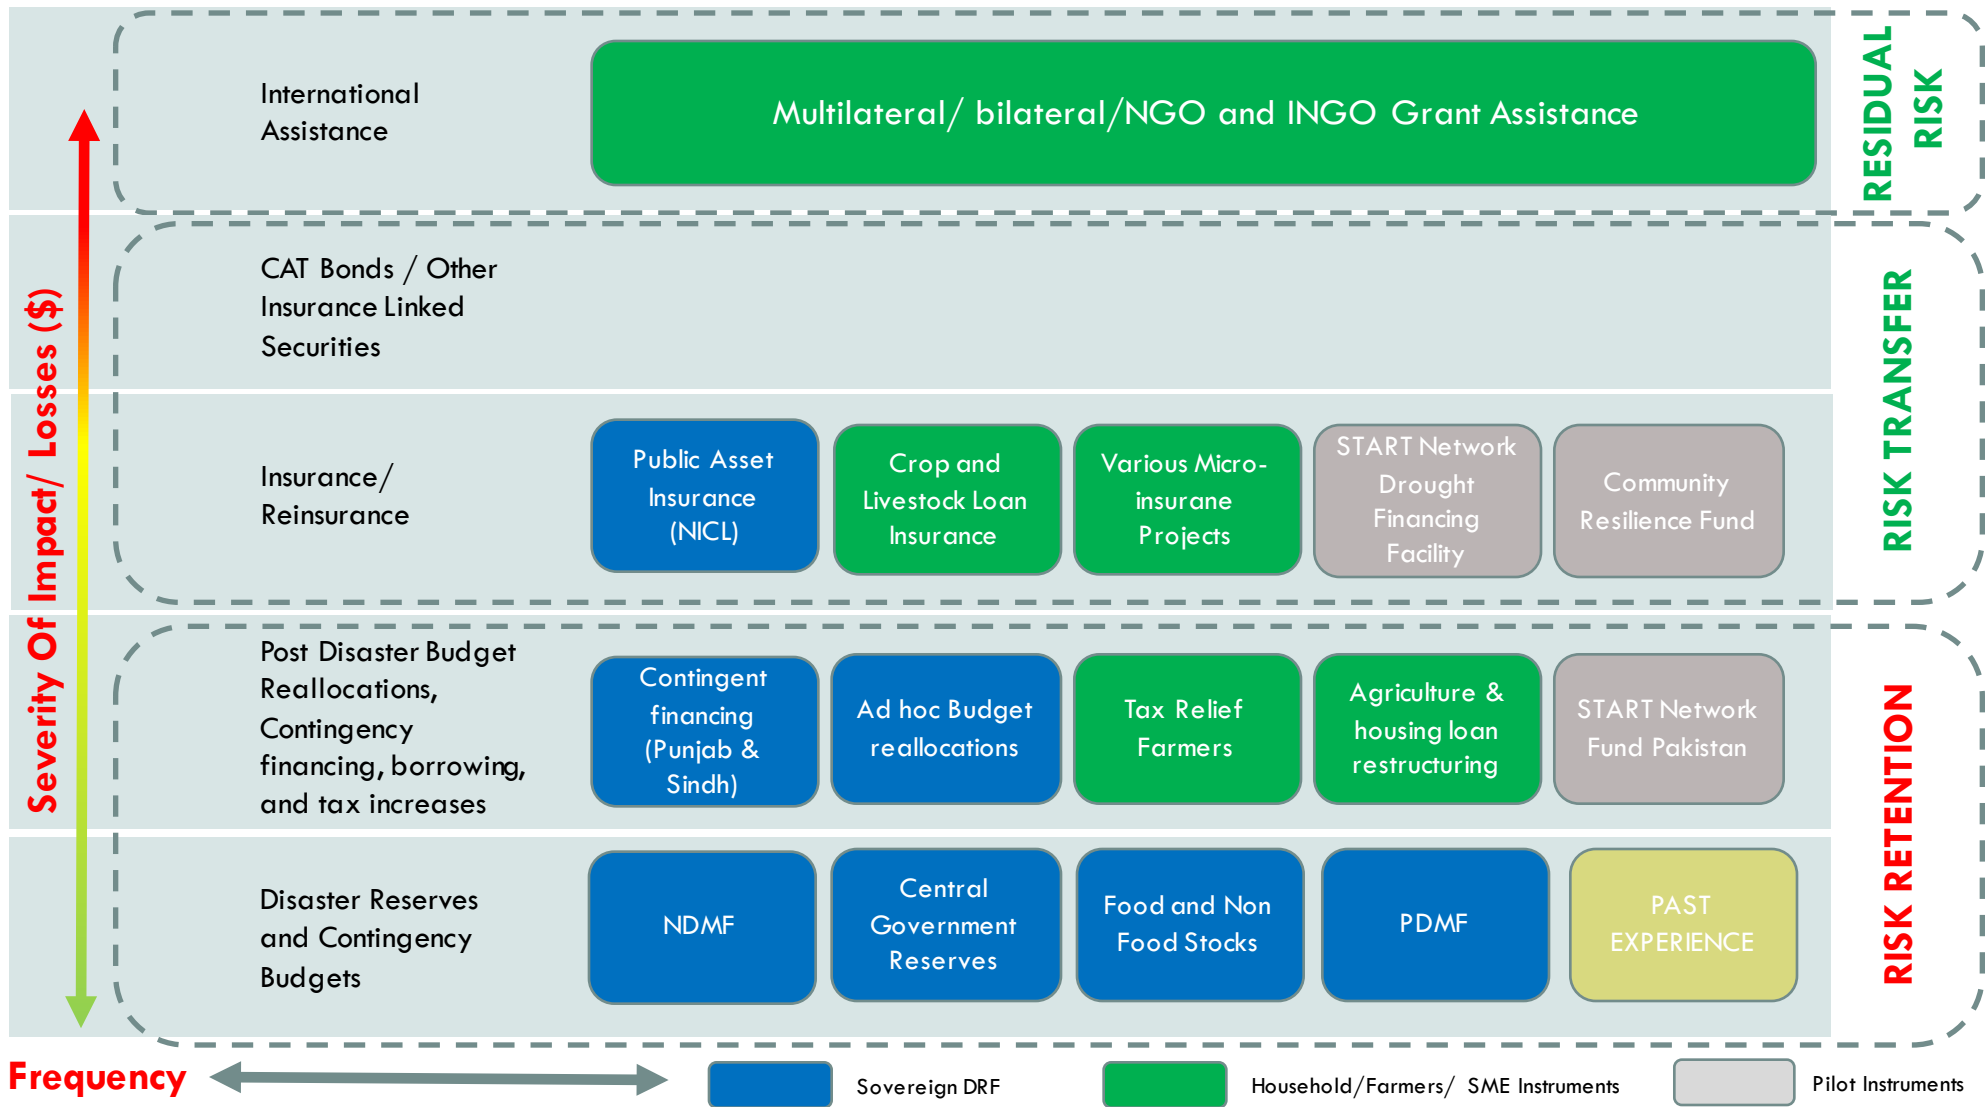 International
Assistance
Multilateral/ bilateral/NGO and INGO Grant Assistance
RESIDUAL
RISK
CAT Bonds / Other
Insurance Linked
Securities
RISK TRANSFER
Insurance/
Reinsurance
Public Asset
Insurance
(NICL)
Crop and
Livestock Loan
Insurance
Various Micro-
insurane
Projects
START Network
Drought
Financing
Facility
Community
Resilience Fund
Severity Of Impact/ Losses ($)
Post Disaster Budget
Reallocations,
Contingency
financing, borrowing,
and tax increases
Contingent
financing
(Punjab &
Sindh)
Ad hoc Budget
reallocations
Tax Relief
Farmers
Agriculture &
housing loan
restructuring
START Network
Fund Pakistan
RISK RETENTION
Disaster Reserves
and Contingency
Budgets
NDMF
Central
Government
Reserves
Food and Non
Food Stocks
PDMF
PAST
EXPERIENCE
Frequency
Sovereign DRF
Household/Farmers/ SME Instruments
Pilot Instruments